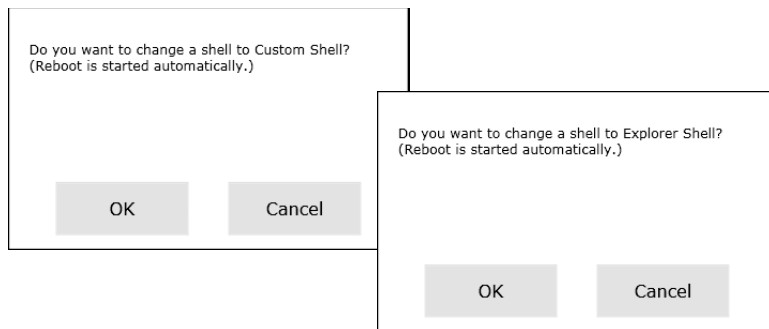 Do you want to change a shell to Custom Shell?
(Reboot is started automatically.)
OK
Cancel
Do you want to change a shell to Explorer Shell?
(Reboot is started automatically.)
OK
Cancel